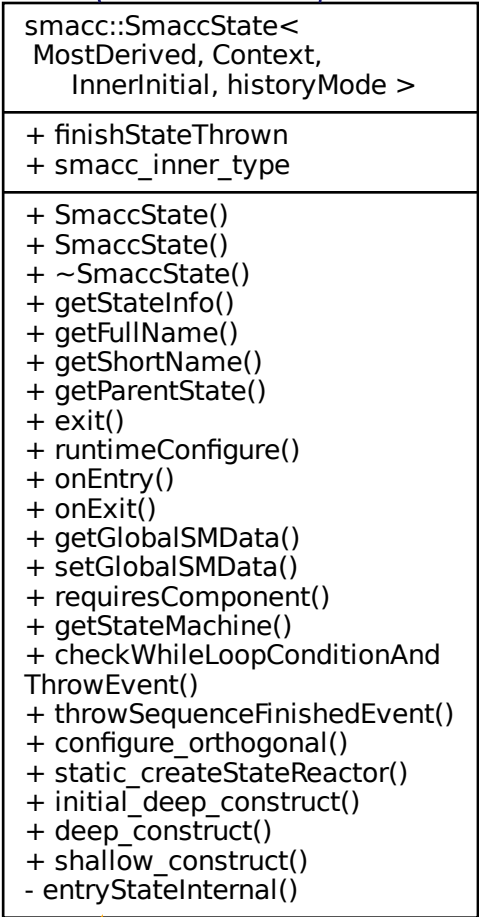 smacc::SmaccState<
MostDerived, Context,
InnerInitial, historyMode >
+ finishStateThrown
+ smacc_inner_type
+ SmaccState()
+ SmaccState()
+ ~SmaccState()
+ getStateInfo()
+ getFullName()
+ getShortName()
+ getParentState()
+ exit()
+ runtimeConfigure()
+ onEntry()
+ onExit()
+ getGlobalSMData()
+ setGlobalSMData()
+ requiresComponent()
+ getStateMachine()
+ checkWhileLoopConditionAnd
ThrowEvent()
+ throwSequenceFinishedEvent()
+ configure_orthogonal()
+ static_createStateReactor()
+ initial_deep_construct()
+ deep_construct()
+ shallow_construct()
- entryStateInternal()